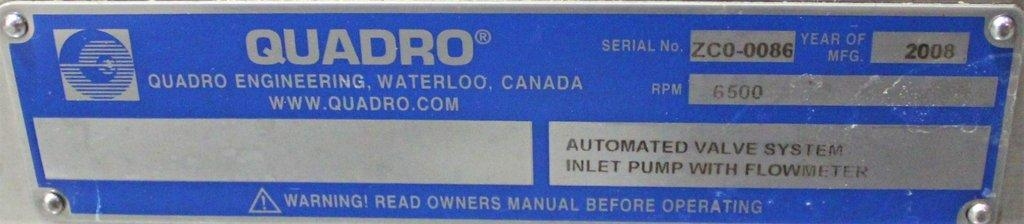 QUADRO®
QUADRO ENGINEERING, WATERLOO, CANADA
WWW.QUADRO.COM
SERIAL No. ZC0-0086 YEAR OF MFG. 2008
RPM 6500
AUTOMATED VALVE SYSTEM
INLET PUMP WITH FLOWMETER
WARNING! READ OWNERS MANUAL BEFORE OPERATING